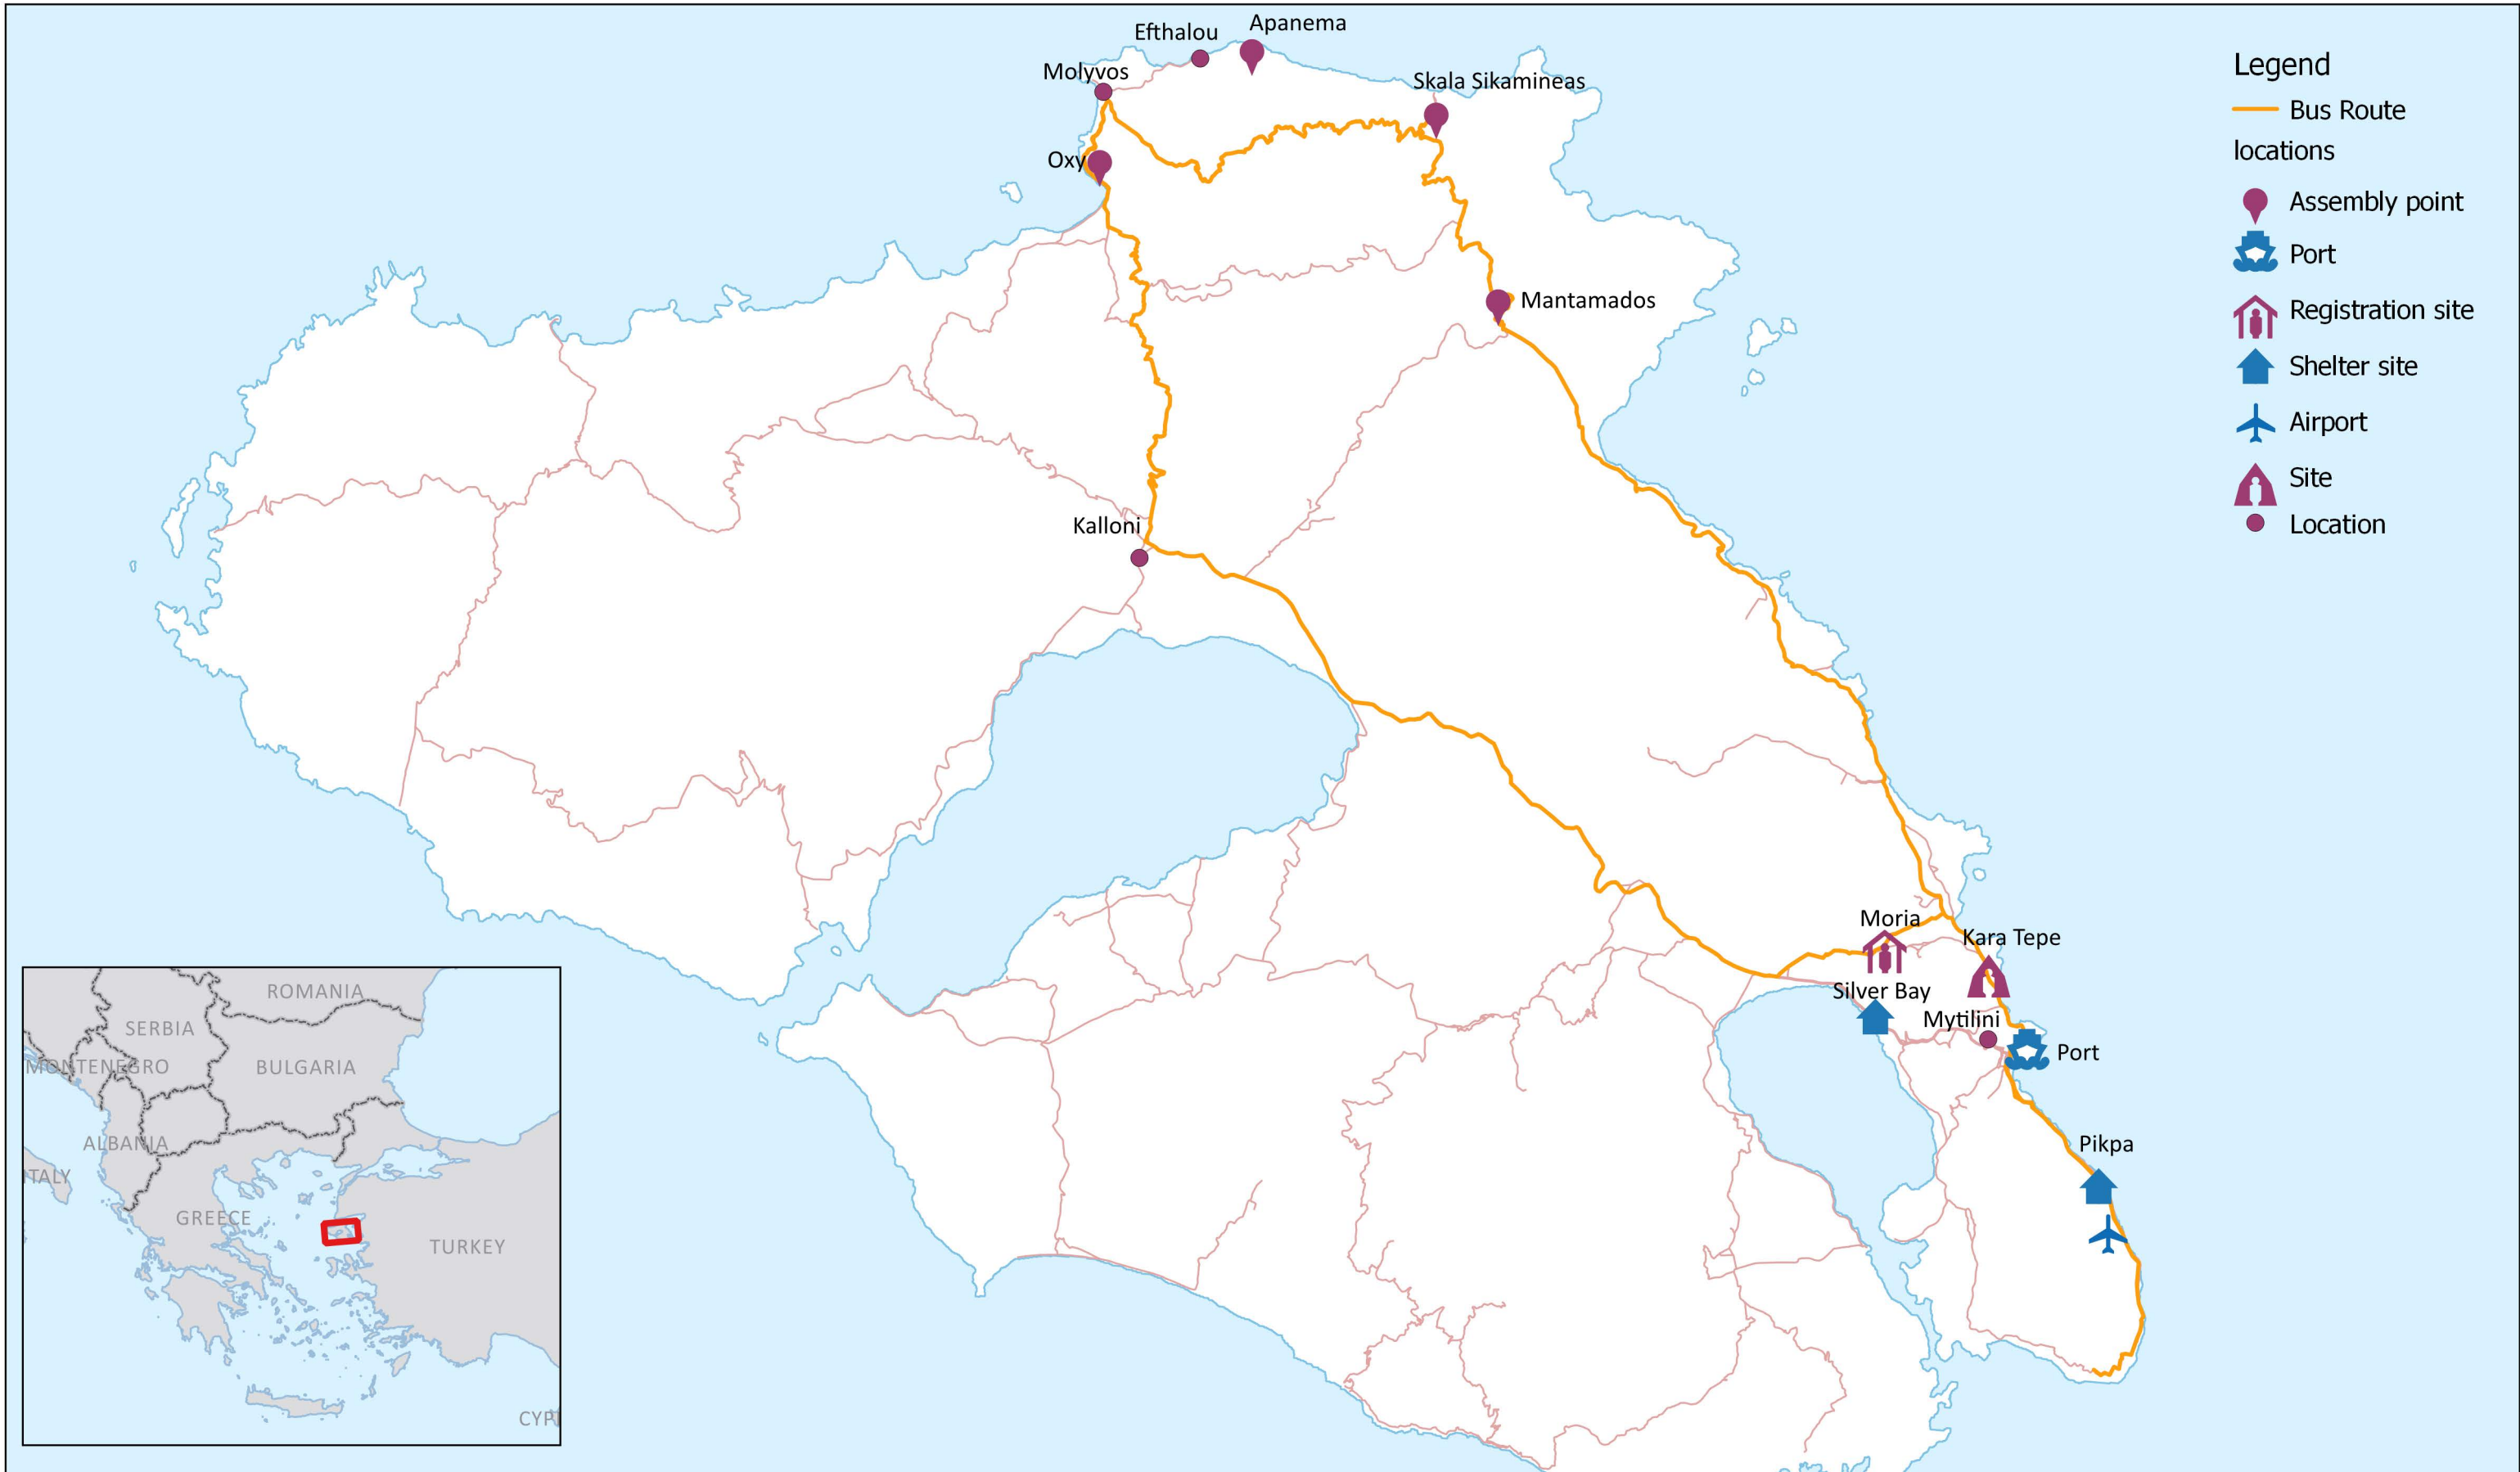 Apanema
Efthalou
Molyvos
Skala Sikamineas
Oxy
Mantamados
Kalloni
Moria
Kara Tepe
Silver Bay
Mytilini
Port
Pikpa
Legend
Bus Route
locations
Assembly point
Port
Registration site
Shelter site
Airport
Site
Location
ROMANIA
SERBIA
MONTENEGRO
BULGARIA
ALBANIA
TALY
GREECE
TURKEY
CYP